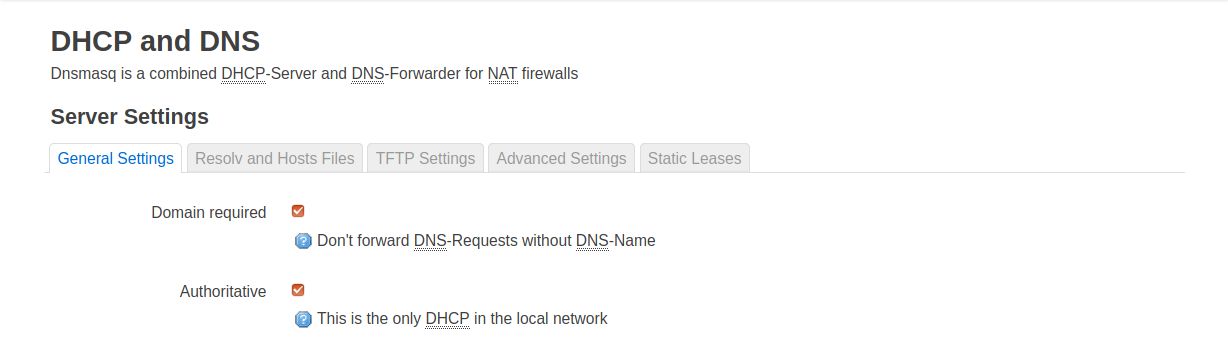 DHCP and DNS
Dnsmasq is a combined DHCP-Server and DNS-Forwarder for NAT firewalls
Server Settings
General Settings Resolv and Hosts Files TFTP Settings Advanced Settings Static Leases
Domain required
? Don't forward DNS-Requests without DNS-Name
Authoritative
? This is the only DHCP in the local network